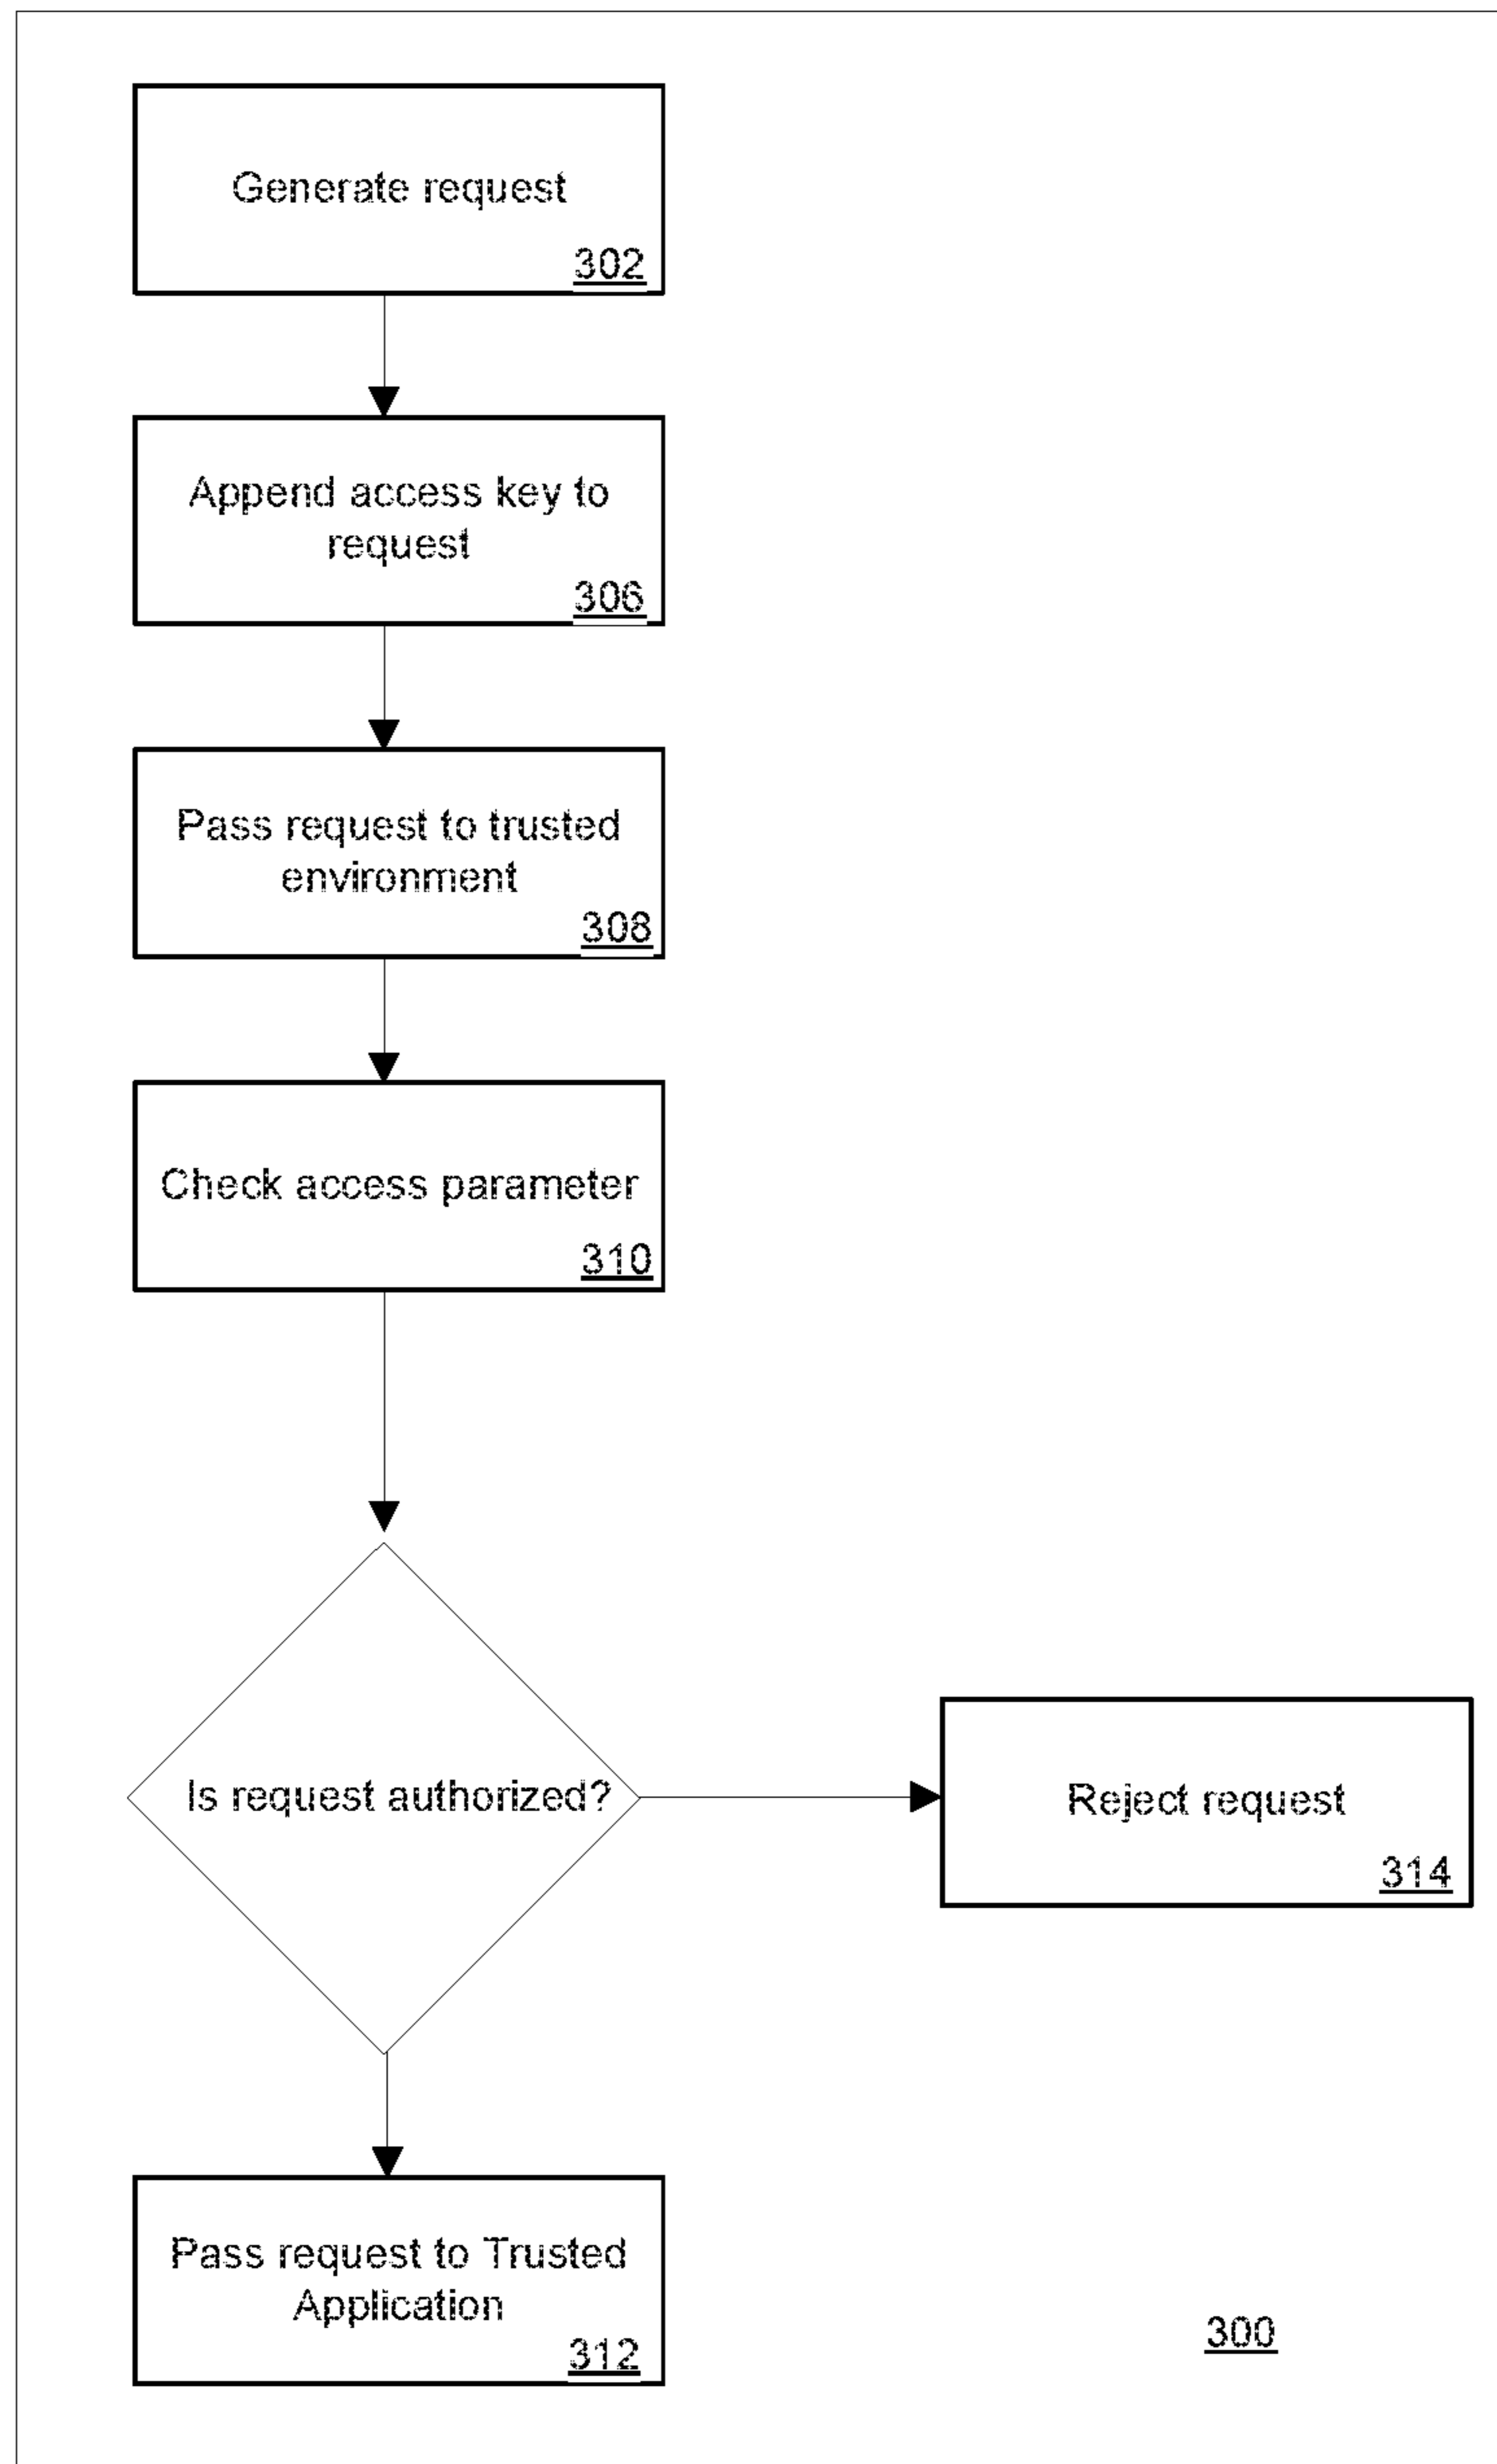 Generate request
302
Append access key to
request
306
Pass request to trusted
environment
308
Check access parameter
310
Is request authorized?
Reject request
314
Pass request to Trusted
Application
312
300